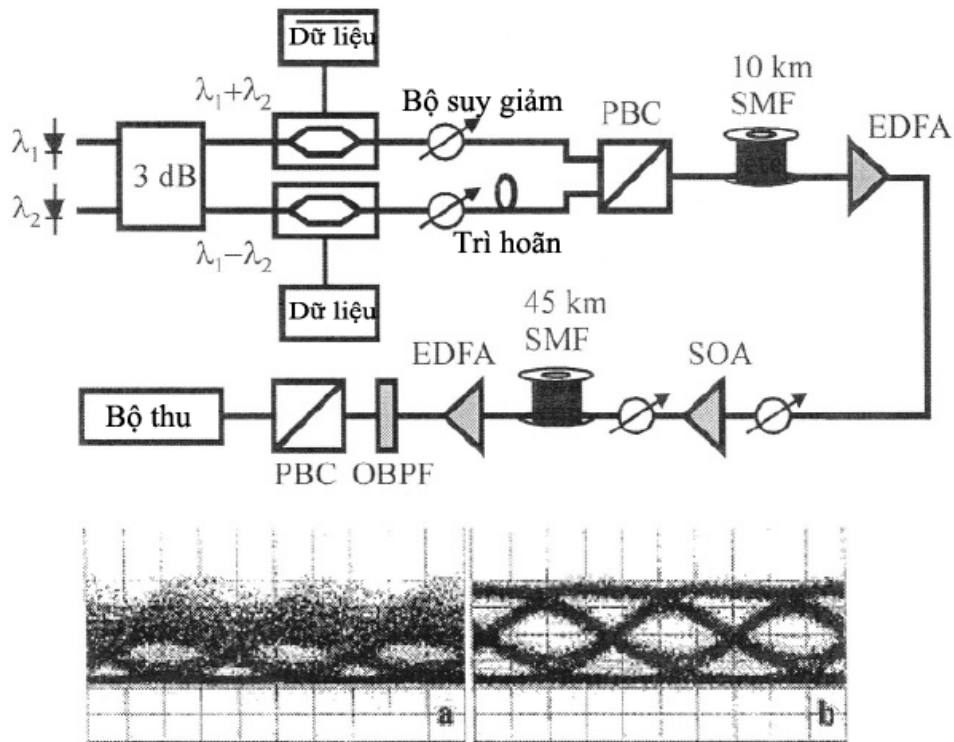 Dữ liệu
λ₁+λ₂
Bộ suy giảm
10 km
SMF
PBC
EDFA
λ₁
3 dB
λ₂
Trì hoãn
λ₁−λ₂
Dữ liệu
45 km
SMF
EDFA
SOA
Bộ thu
PBC OBPF
a
b